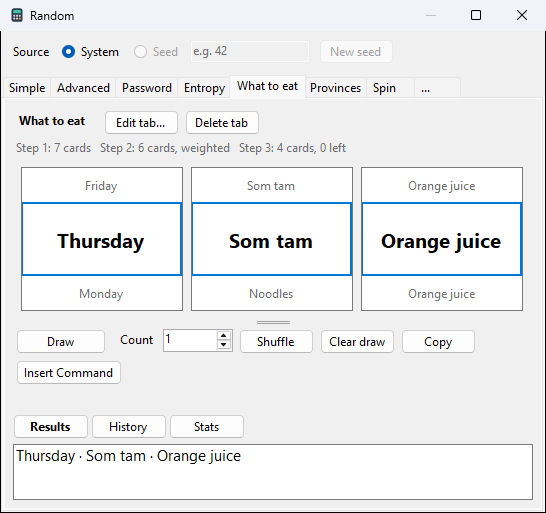 Random
Source System Seed e.g. 42 New seed
Simple Advanced Password Entropy What to eat Provinces Spin ...
What to eat Edit tab... Delete tab
Step 1: 7 cards Step 2: 6 cards, weighted Step 3: 4 cards, 0 left
Friday Som tam Orange juice
Thursday Som tam Orange juice
Monday Noodles Orange juice
Draw Count 1 Shuffle Clear draw Copy
Insert Command
Results History Stats
Thursday · Som tam · Orange juice